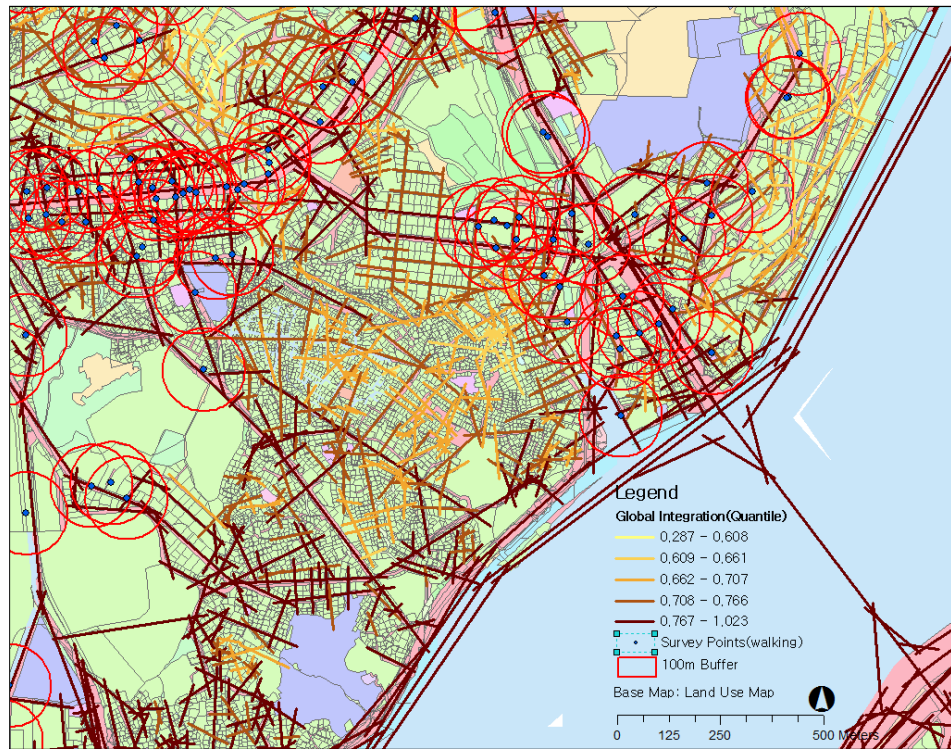 Legend
Global Integration(Quantile)
0,287 - 0,608
0,609 - 0,661
0,662 - 0,707
0,708 - 0,766
0,767 - 1,023
Survey Points(walking)
100m Buffer
Base Map: Land Use Map
0 125 250 500 Meters